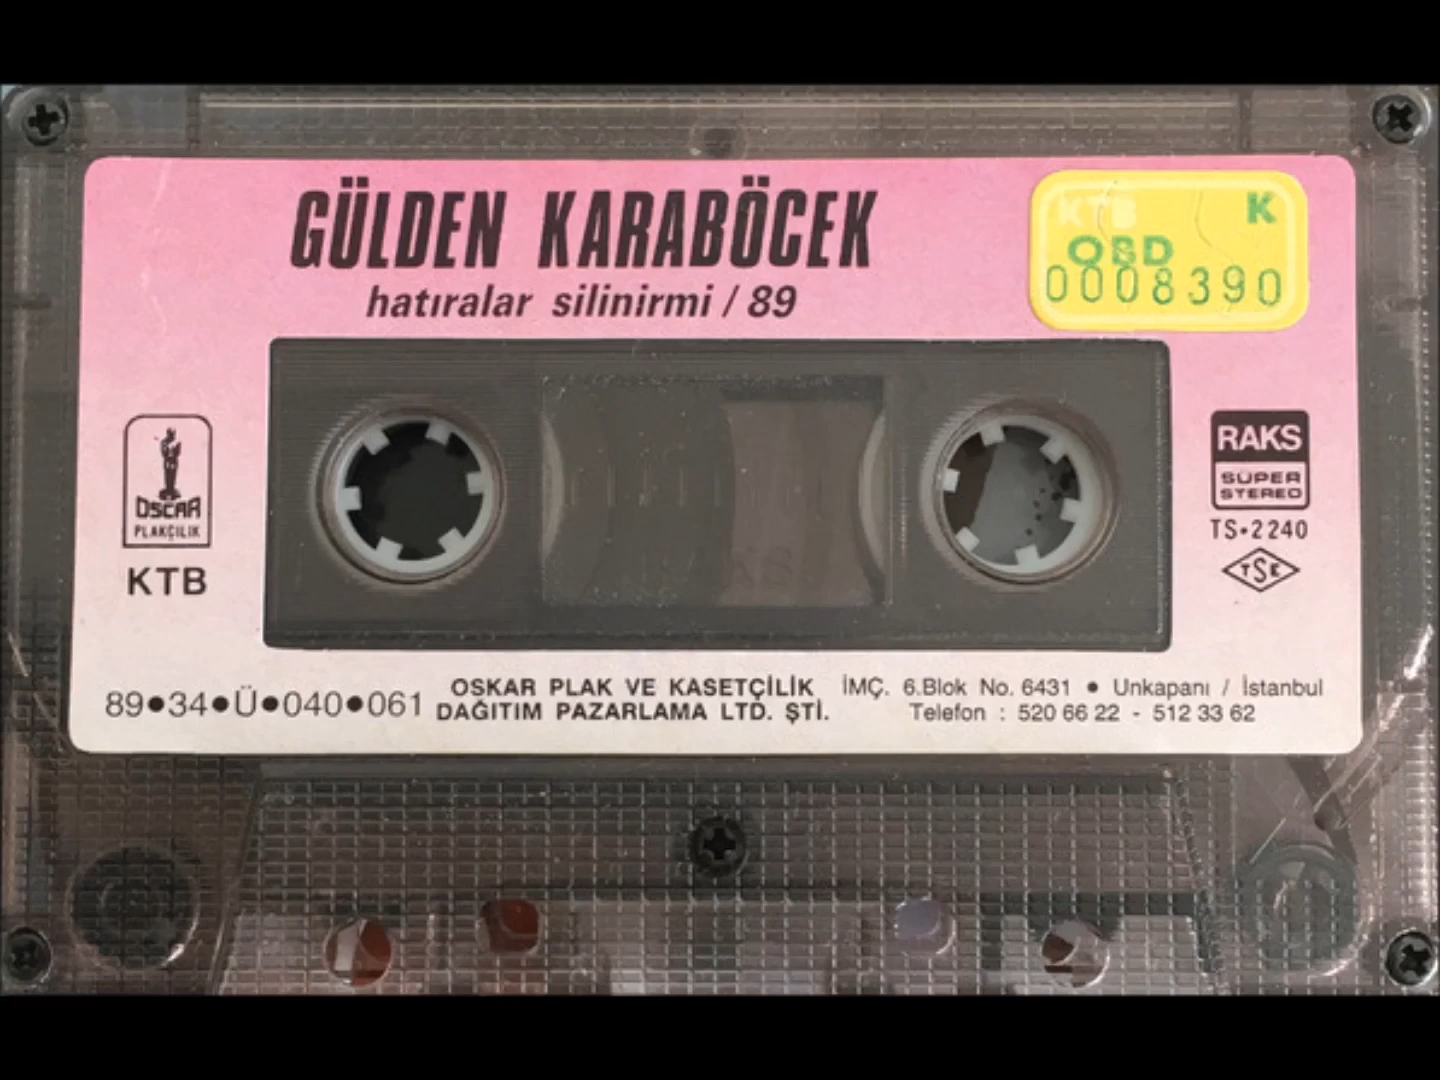 GÜLDEN KARABÖCEK
hatıralar silinirmi / 89
KTB K
OBD
0008390
OSCAR
PLAKÇILIK
KTB
RAKS
SÜPER
STEREO
TS•2240
TSE
89●34●Ü●040●061
OSKAR PLAK VE KASETÇİLİK
DAĞITIM PAZARLAMA LTD. ŞTİ.
İMÇ. 6.Blok No. 6431 ● Unkapanı / İstanbul
Telefon : 520 66 22 - 512 33 62